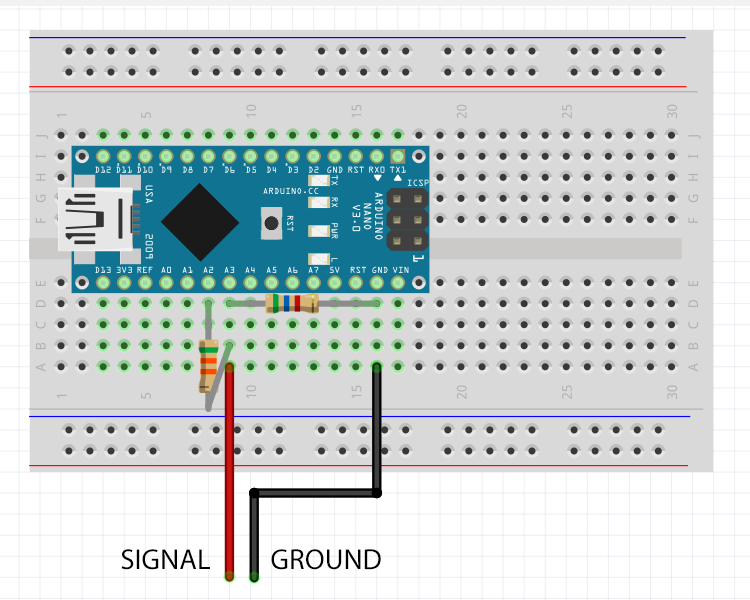 1 5 10 15 20 25 30
J J
I I
H H
G G
F F
D12 D11 D10 D9 D8 D7 D6 D5 D4 D3 D2 GND RST RX0 TX1
TX
RX
PWR
L
ARDUINO.CC
RST
ARDUINO
NANO
V3.0
ICSP
1
USA
2009
D13 3V3 REF A0 A1 A2 A3 A4 A5 A6 A7 5V RST GND VIN
E E
D D
C C
B B
A A
1 5 10 15 20 25 30
SIGNAL GROUND